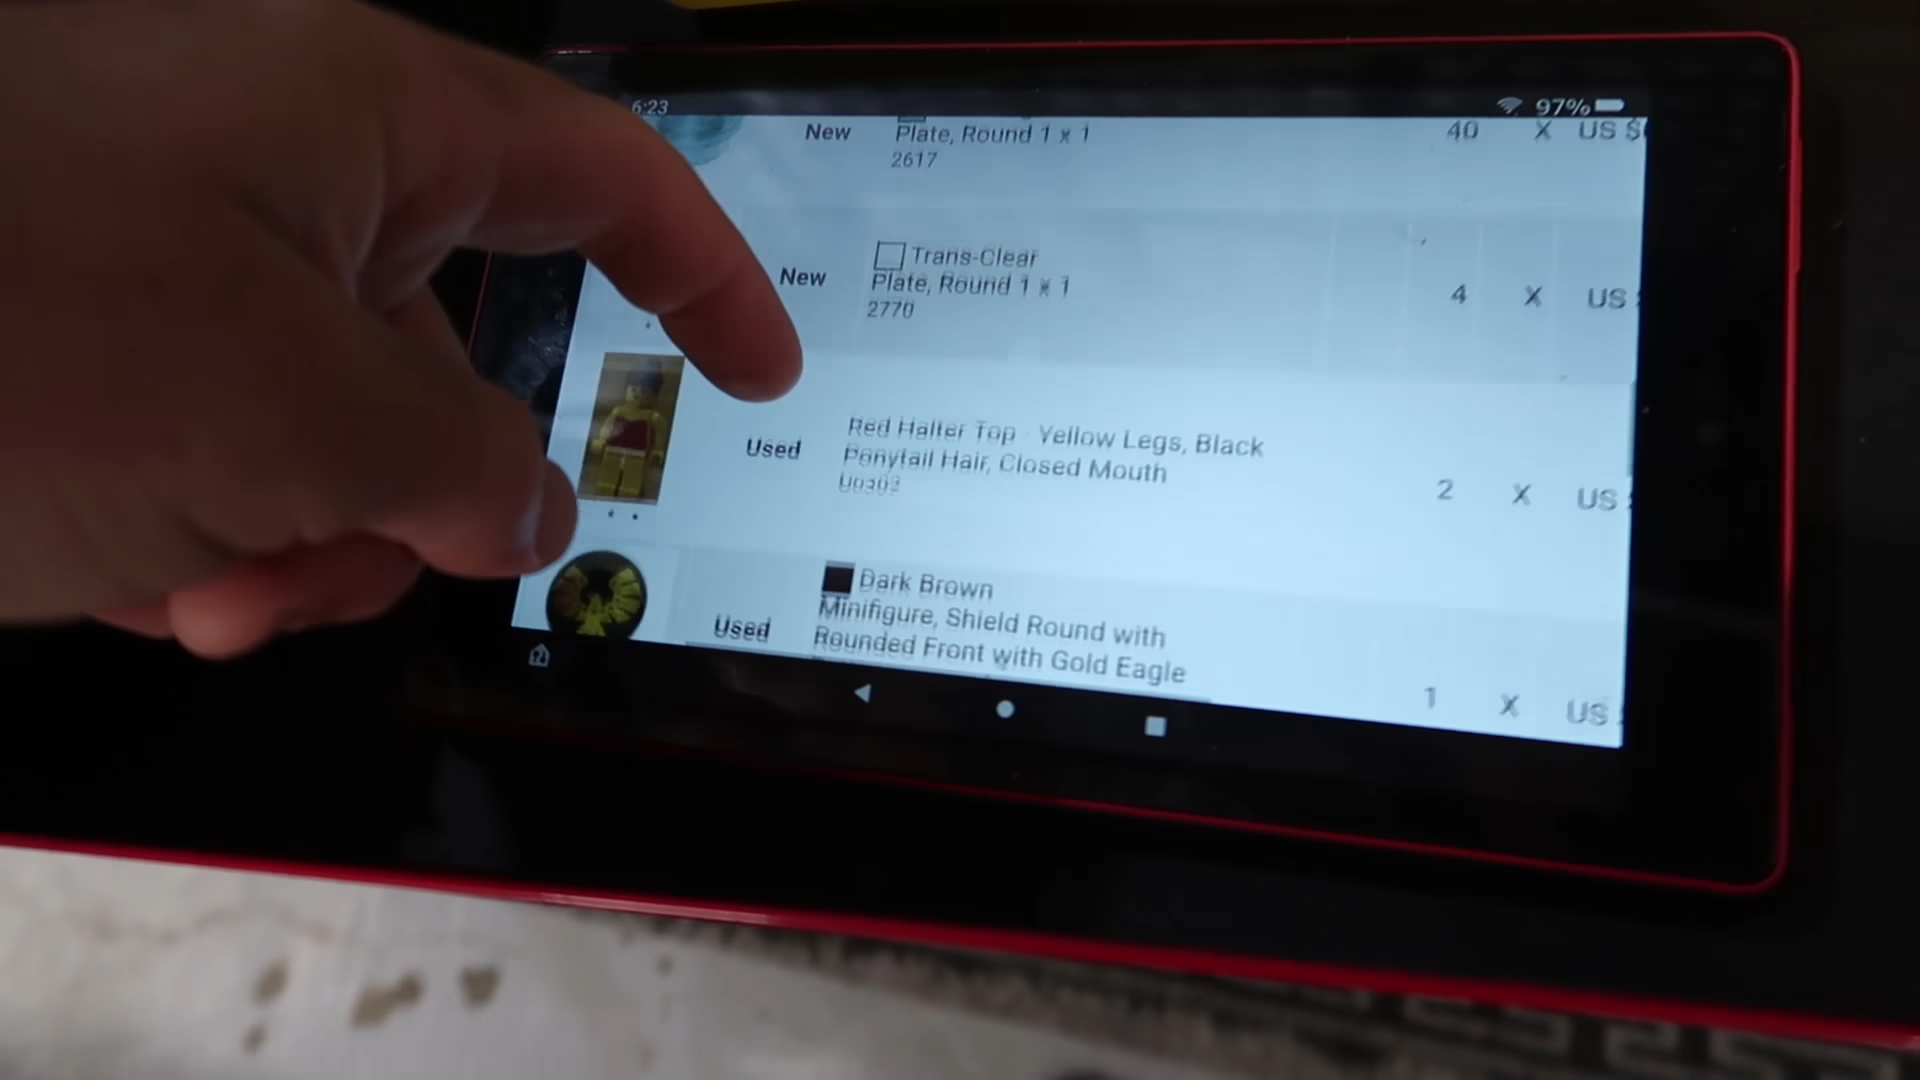 6:23
97%
New Plate, Round 1 x 1 40 X US $
2617
Trans-Clear
New Plate, Round 1 x 1 4 X US
2770
Red Halter Top - Yellow Legs, Black
Used Ponytail Hair, Closed Mouth 2 X US
Dark Brown
Minifigure, Shield Round with
Used Rounded Front with Gold Eagle
1 X US